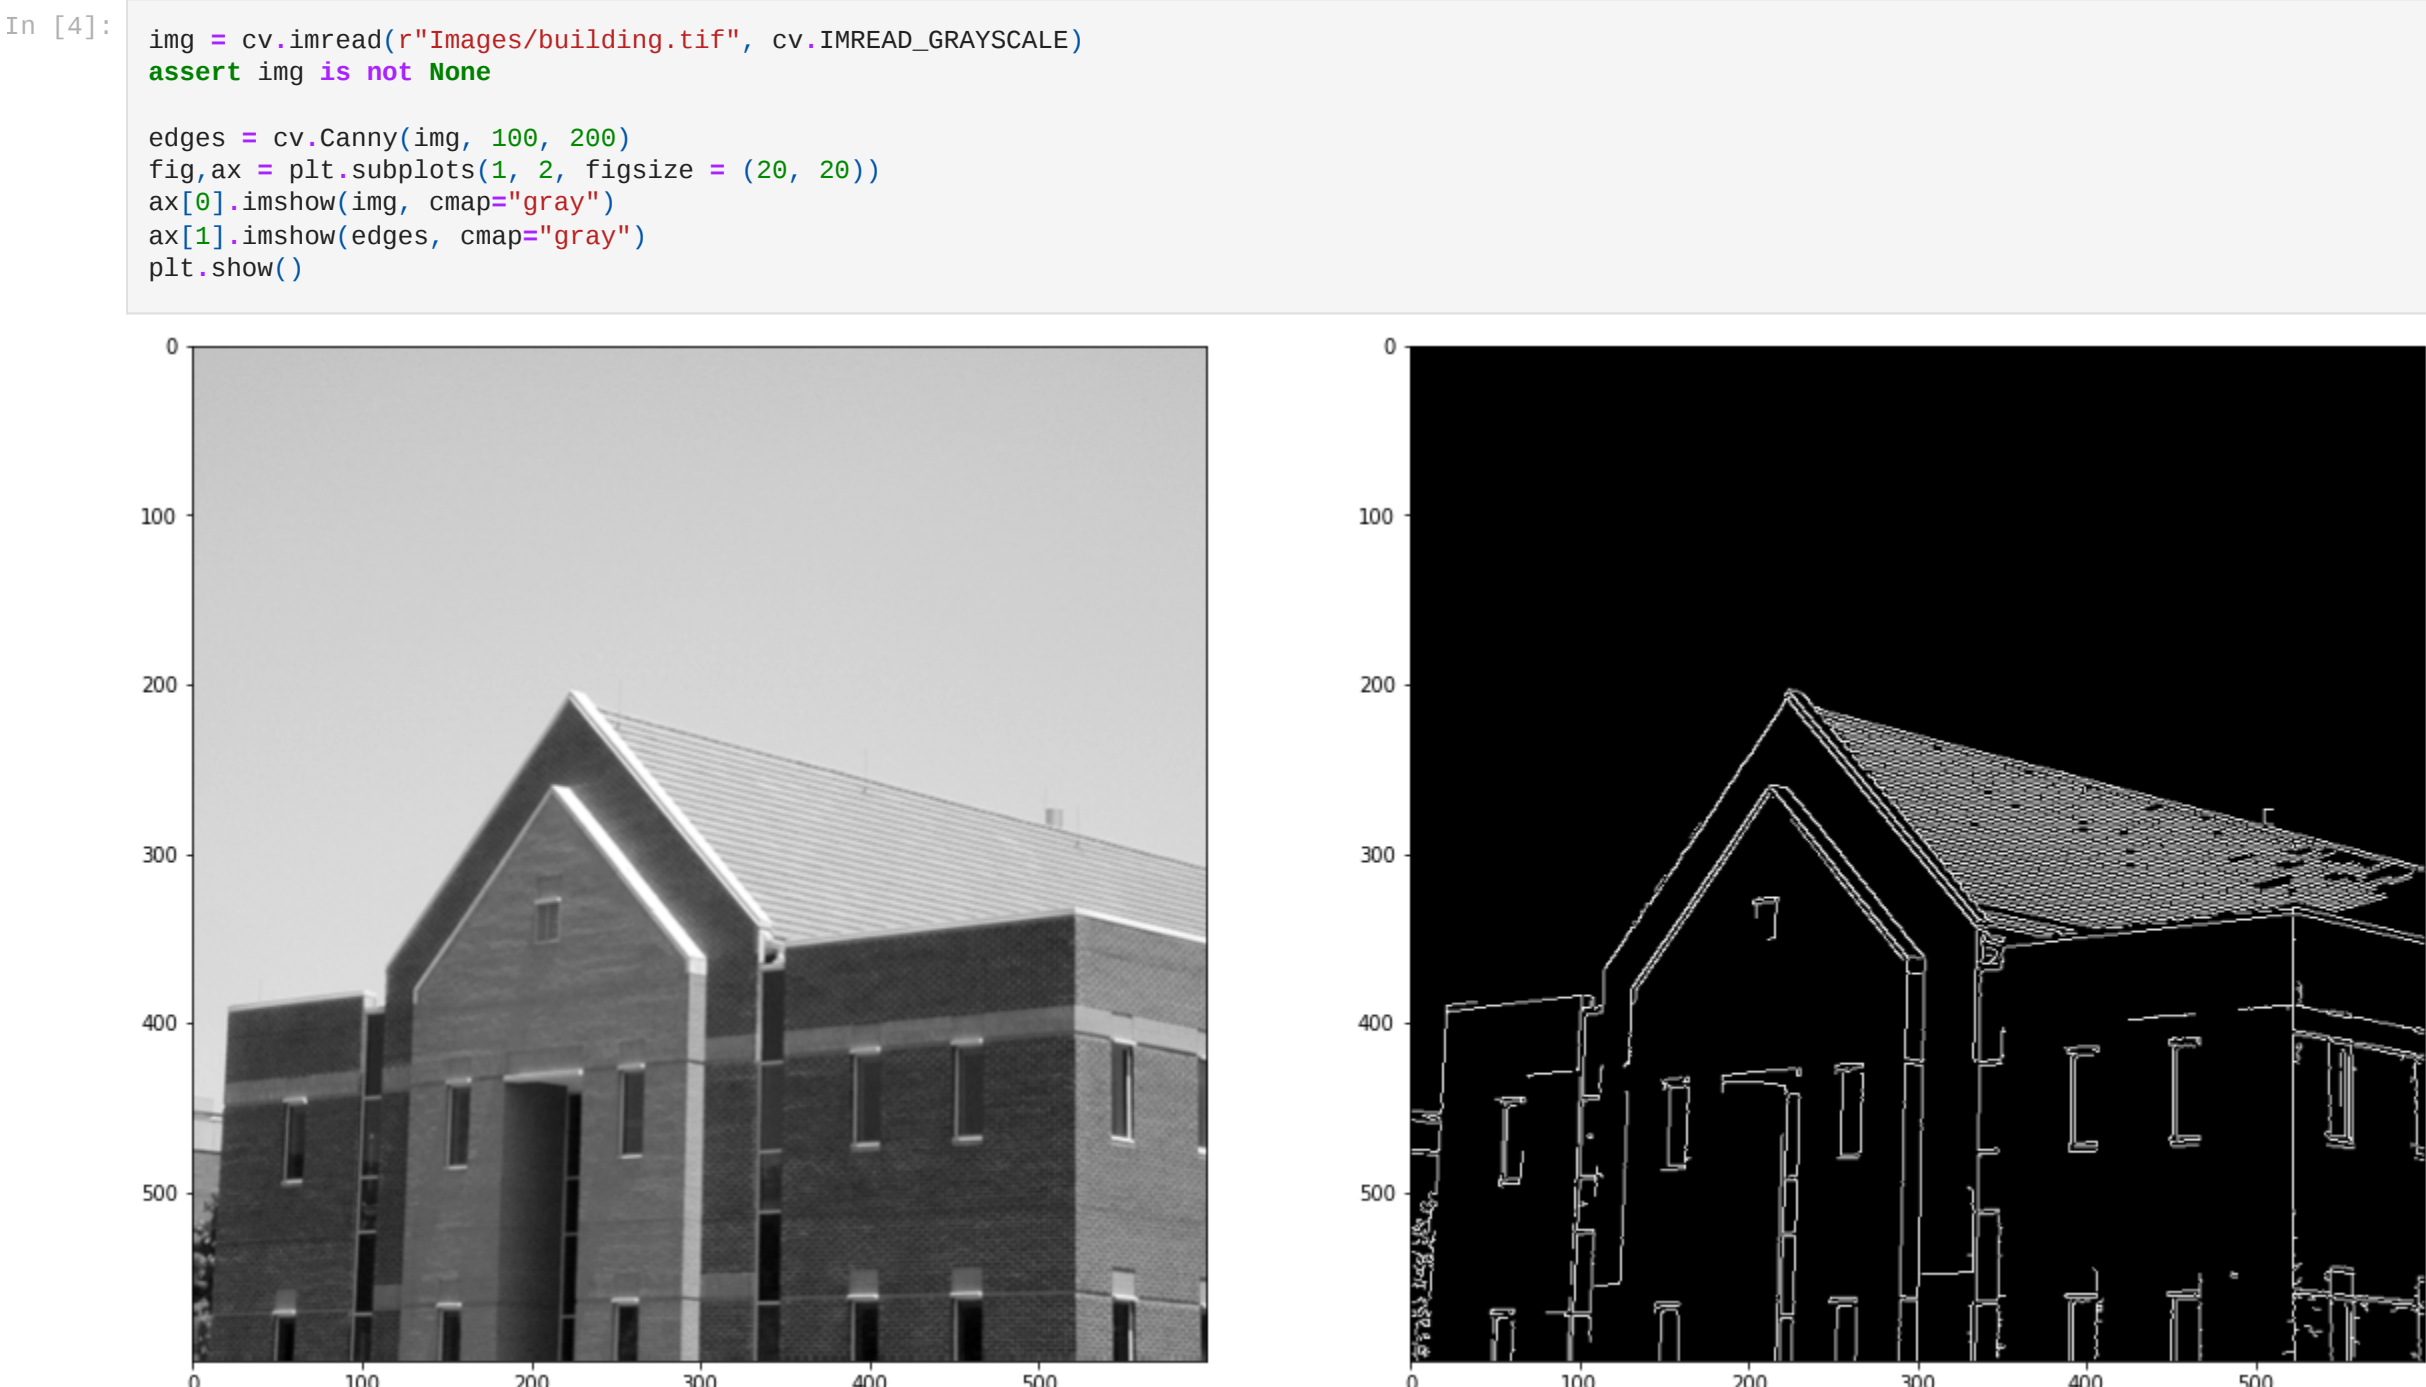 In [4]:
img = cv.imread(r"Images/building.tif", cv.IMREAD_GRAYSCALE)
assert img is not None
edges = cv.Canny(img, 100, 200)
fig,ax = plt.subplots(1, 2, figsize = (20, 20))
ax[0].imshow(img, cmap="gray")
ax[1].imshow(edges, cmap="gray")
plt.show()
0
100
200
300
400
500
0 100 200 300 400 500
0
100
200
300
400
500
0 100 200 300 400 500